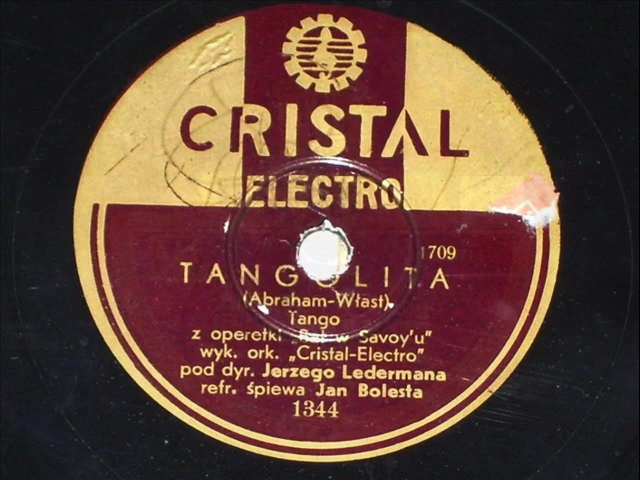 CRISTAL
ELECTRO
1709
TANGOLITA
(Abraham-Włast)
Tango
z operetki „Bal w Savoy'u”
wyk. ork. „Cristal-Electro”
pod dyr. Jerzego Ledermana
refr. śpiewa Jan Bolesta
1344